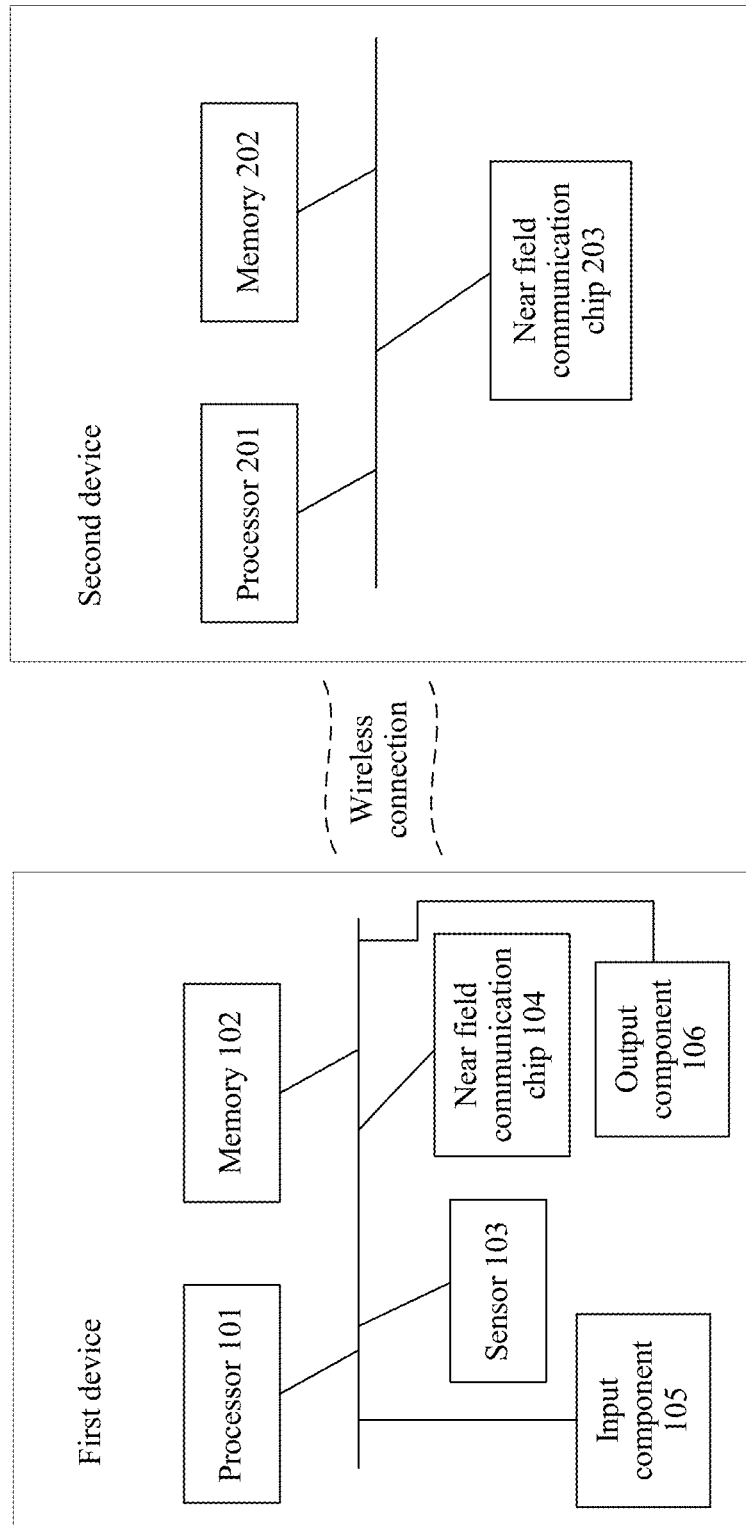 First device
Processor 101
Memory 102
Sensor 103
Near field
communication
chip 104
Input
component
105
Output
component
106
Wireless
connection
Second device
Processor 201
Memory 202
Near field
communication
chip 203